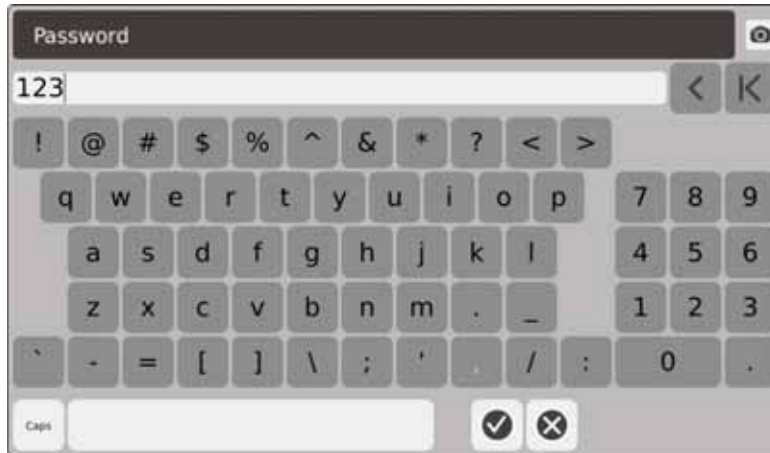 Password
123
! @ # $ % ^ & * ? < >
q w e r t y u i o p 7 8 9
a s d f g h j k l 4 5 6
z x c v b n m . _ 1 2 3
` - = [ ] \ ; ' / : 0 .
Caps